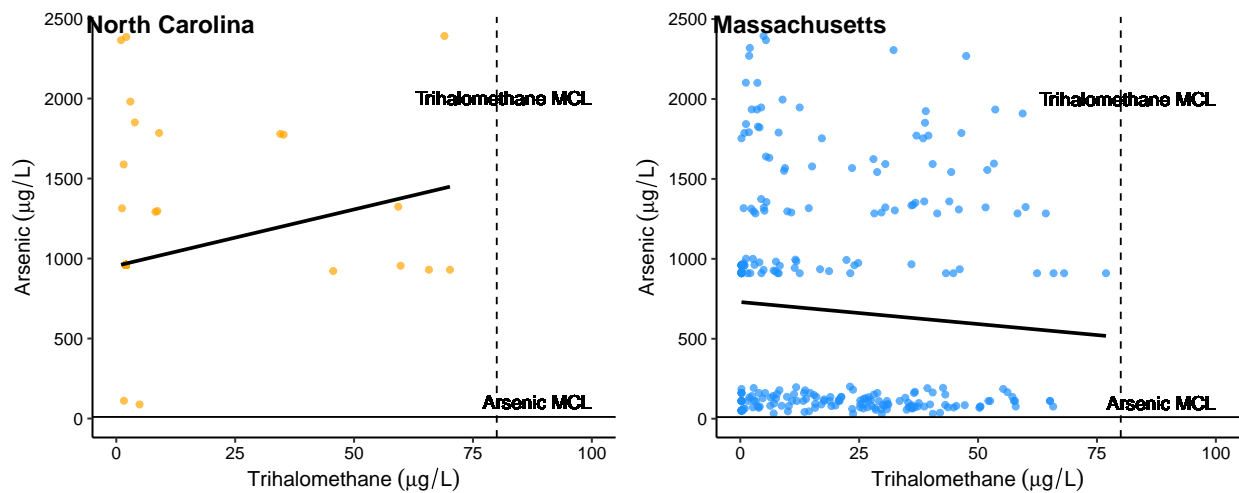 North Carolina
2500
2000
1500
1000
500
0
Arsenic (μg/L)
Trihalomethane MCL
Arsenic MCL
0 25 50 75 100
Trihalomethane (μg/L)
Massachusetts
2500
2000
1500
1000
500
0
Arsenic (μg/L)
Trihalomethane MCL
Arsenic MCL
0 25 50 75 100
Trihalomethane (μg/L)